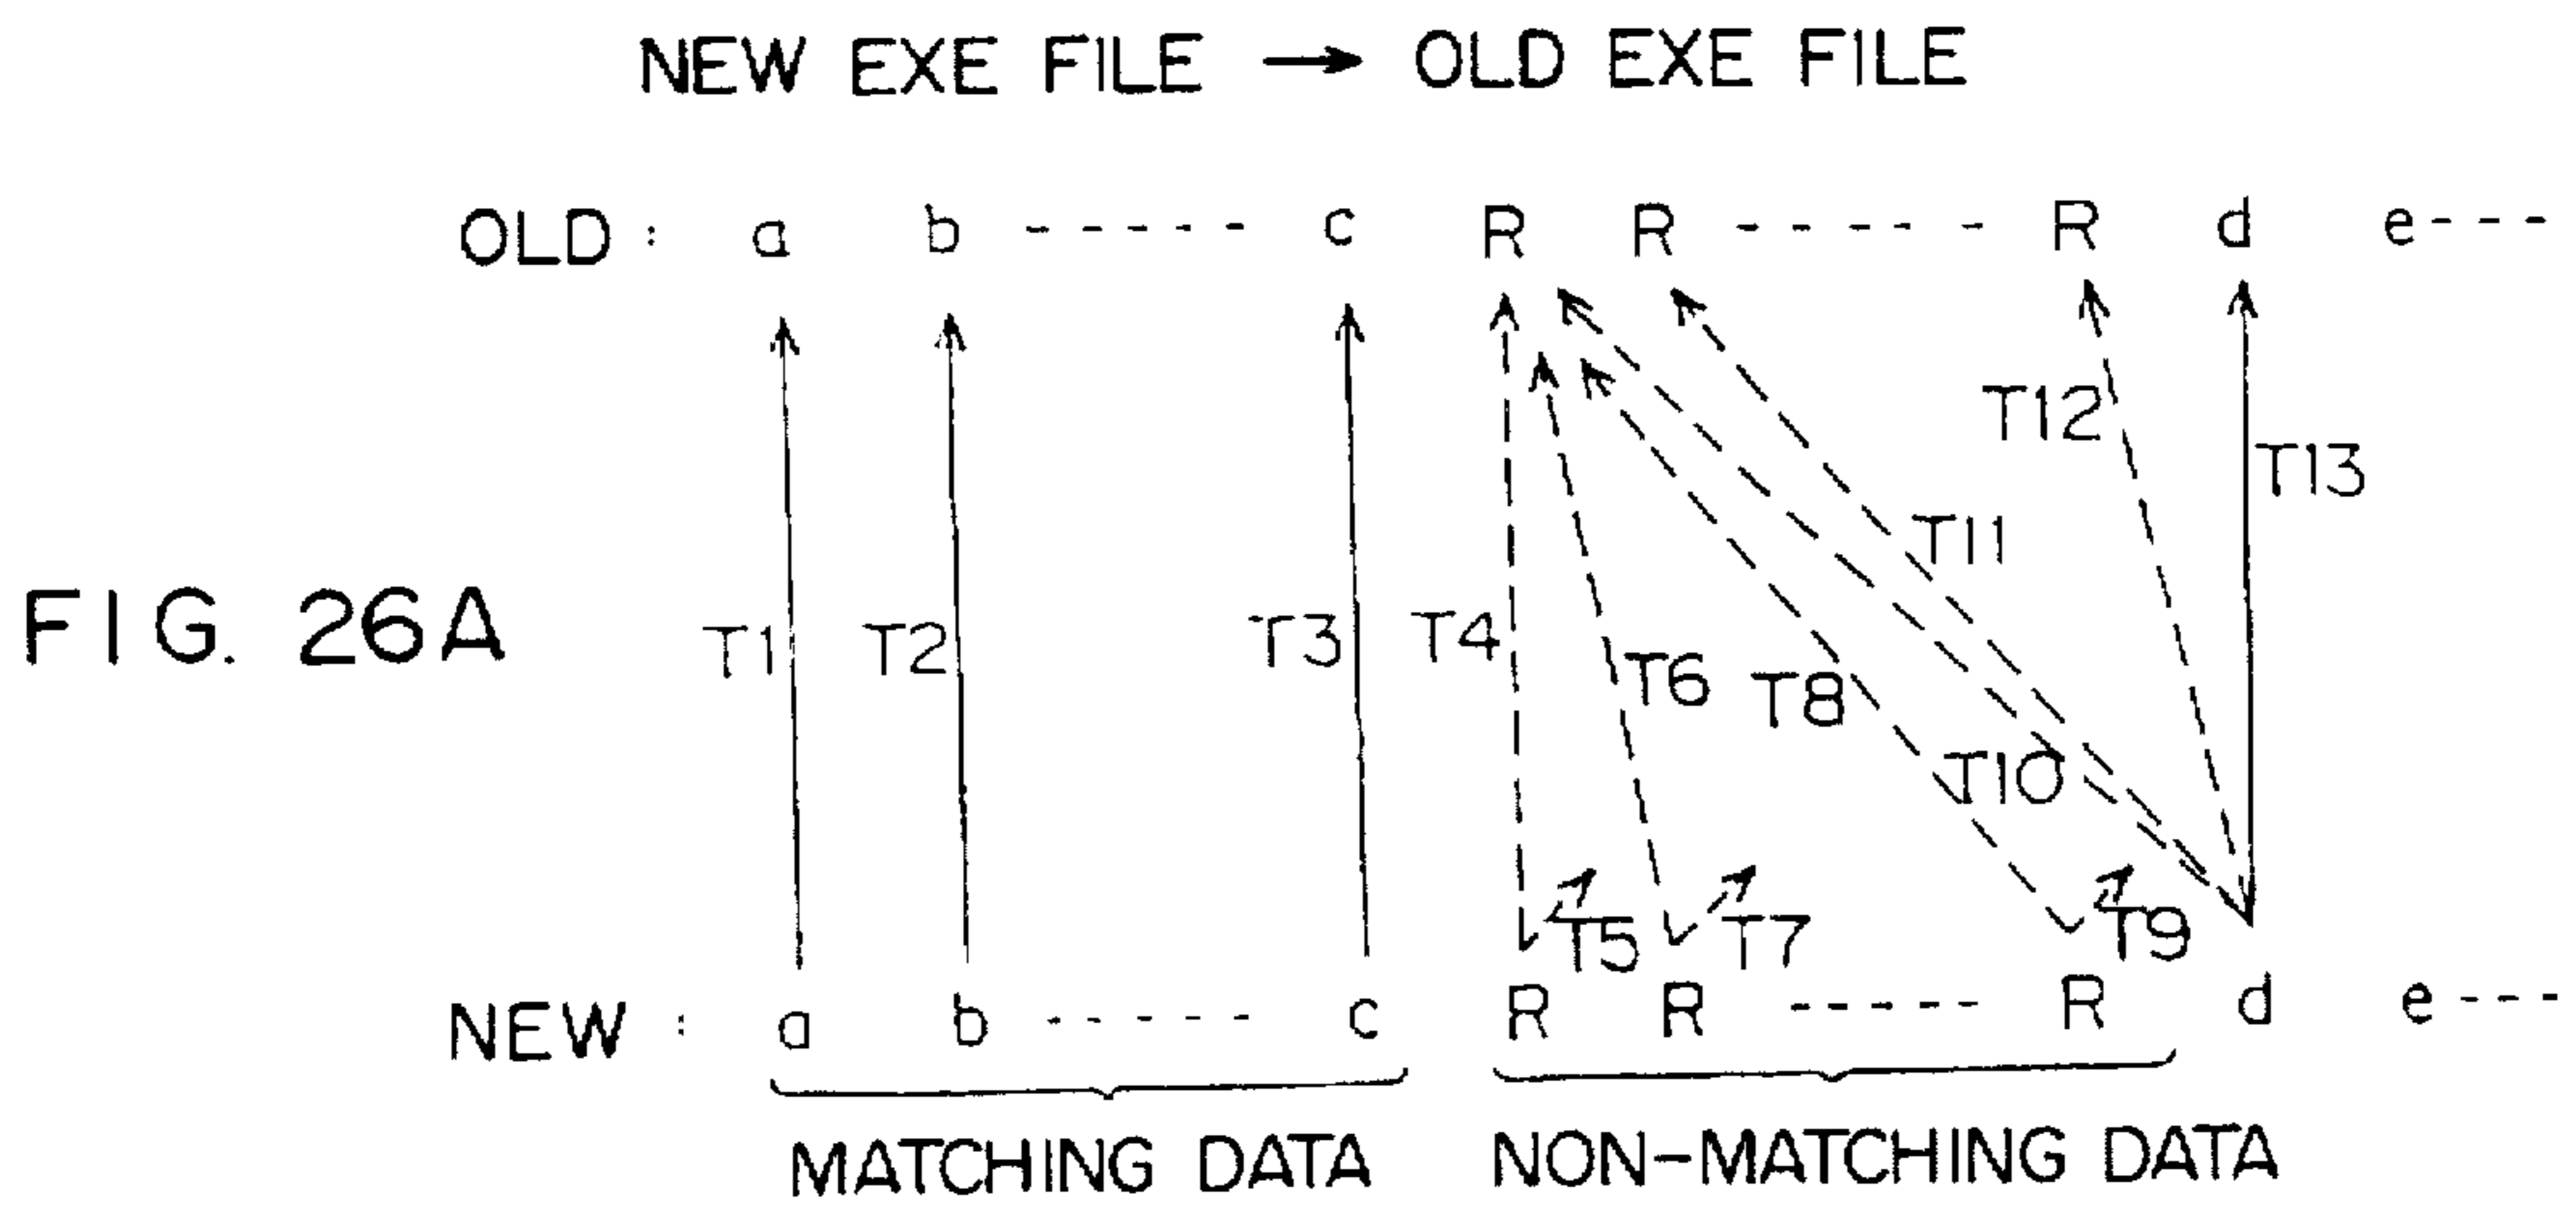 NEW EXE FILE → OLD EXE FILE
OLD : a b ------ c R R ------ R d e---
T12
T13
T11
FIG. 26A
T1 T2 T3 T4 T6 T8
T10
T5 T7 T9
NEW : a b ------ c R R ------ R d e---
MATCHING DATA NON-MATCHING DATA